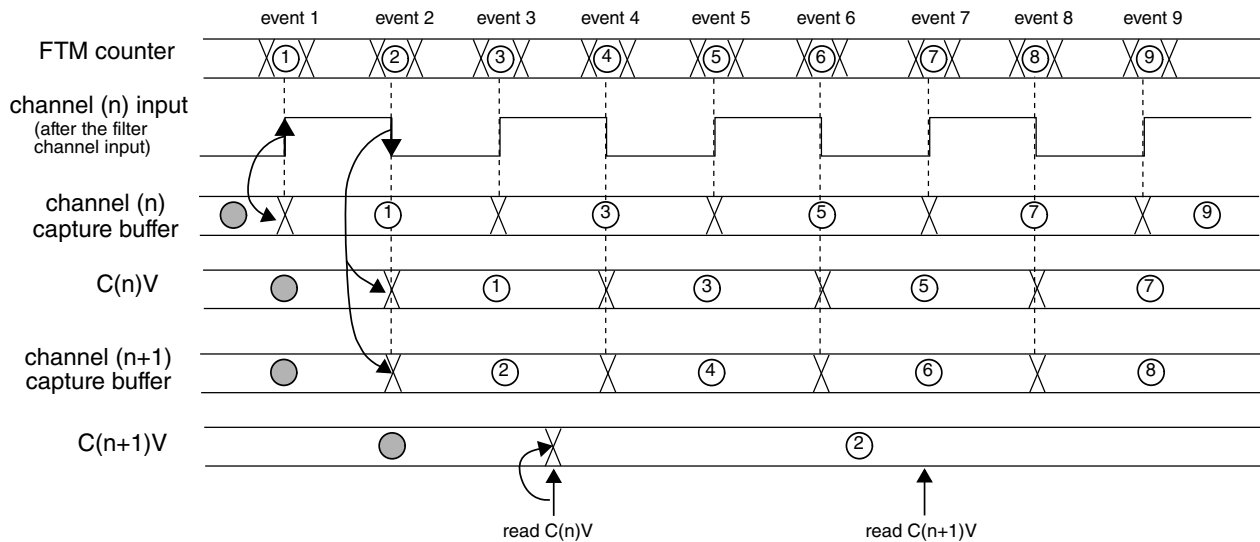 event 1 event 2 event 3 event 4 event 5 event 6 event 7 event 8 event 9
FTM counter
1 2 3 4 5 6 7 8 9
channel (n) input
(after the filter
channel input)
channel (n)
capture buffer
1 3 5 7 9
C(n)V
1 3 5 7
channel (n+1)
capture buffer
2 4 6 8
C(n+1)V
2
read C(n)V read C(n+1)V